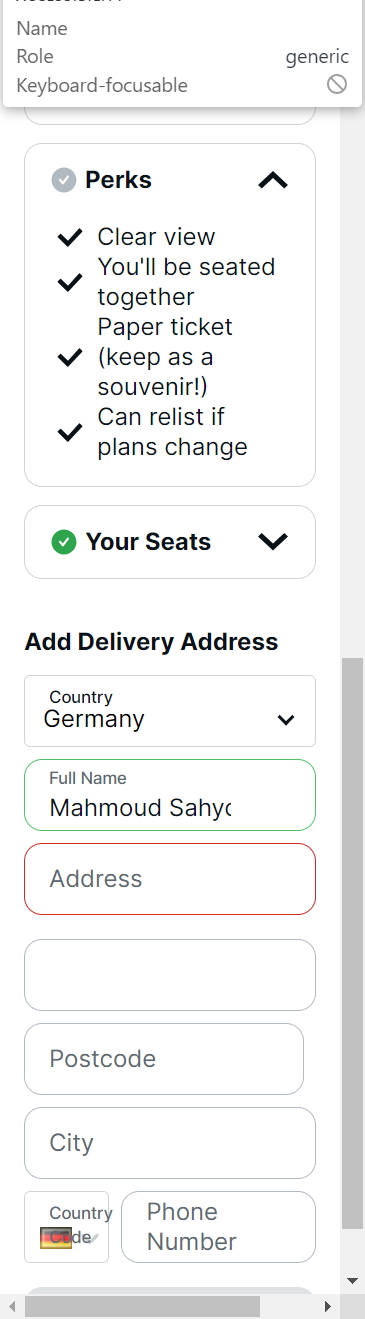 Name
Role generic
Keyboard-focusable
Perks
Clear view
You'll be seated
together
Paper ticket
(keep as a
souvenir!)
Can relist if
plans change
Your Seats
Add Delivery Address
Country
Germany
Full Name
Mahmoud
Address
Postcode
City
Country
Code
Phone
Number